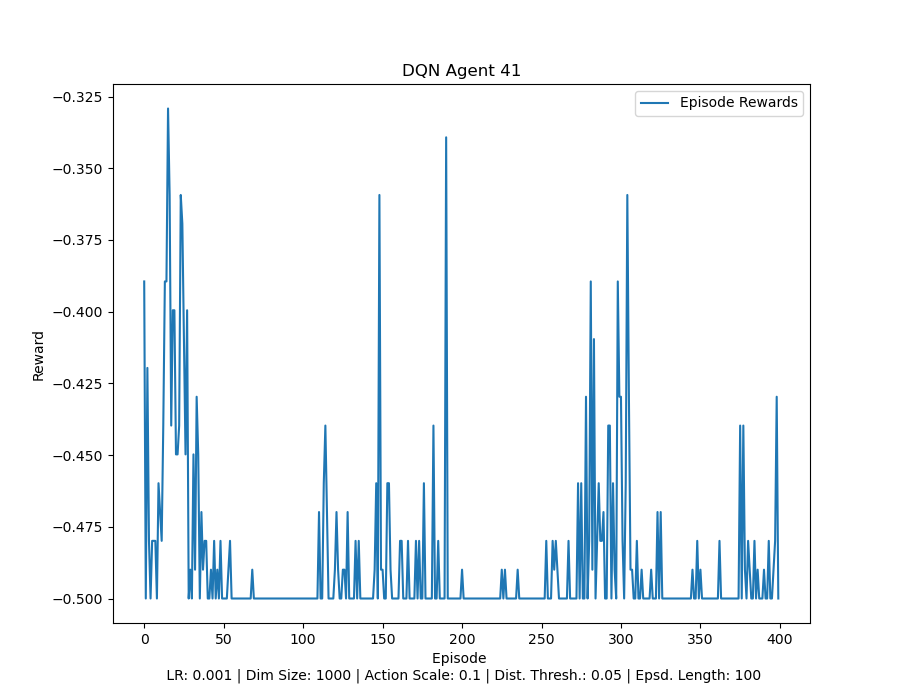 DQN Agent 41
Episode Rewards
−0.325
−0.350
−0.375
−0.400
−0.425
−0.450
−0.475
−0.500
Reward
0 50 100 150 200 250 300 350 400
Episode
LR: 0.001 | Dim Size: 1000 | Action Scale: 0.1 | Dist. Thresh.: 0.05 | Epsd. Length: 100